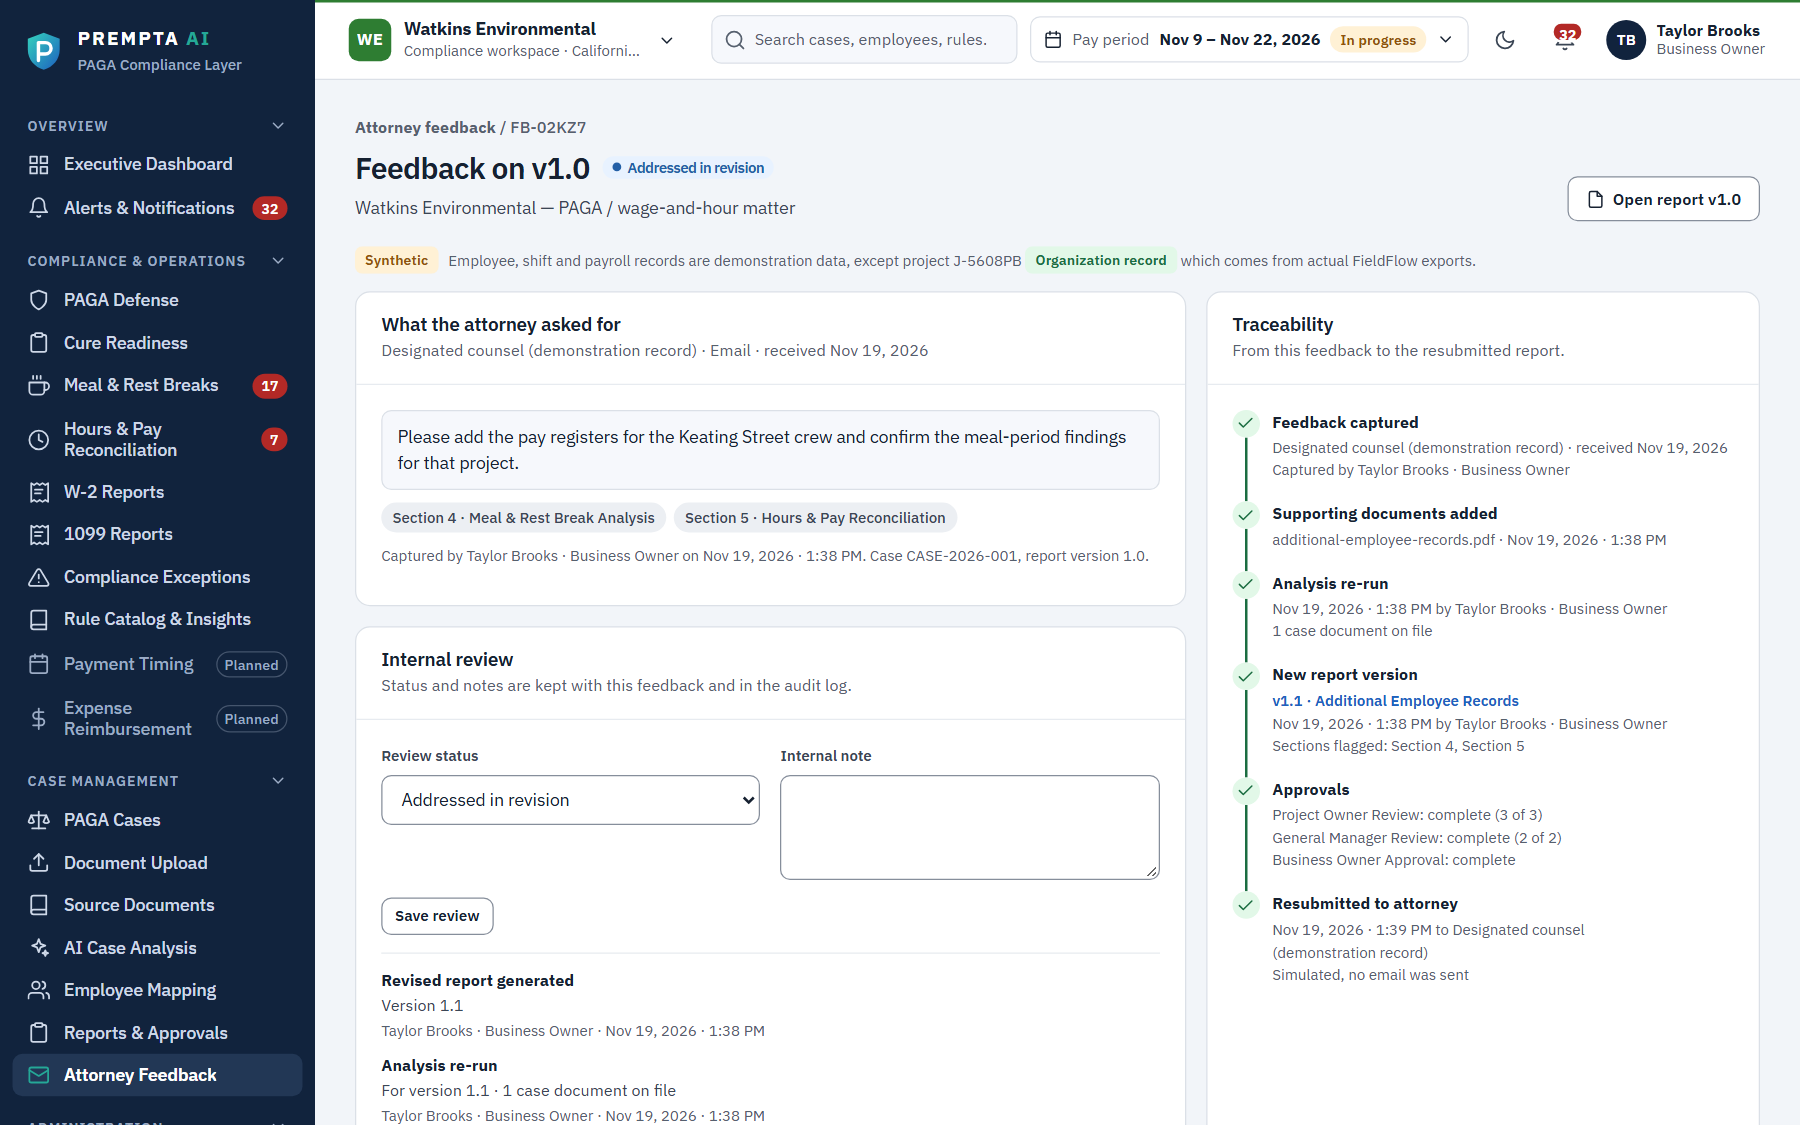 PREMPTA AI
PAGA Compliance Layer
OVERVIEW
Executive Dashboard
Alerts & Notifications 32
COMPLIANCE & OPERATIONS
PAGA Defense
Cure Readiness
Meal & Rest Breaks 17
Hours & Pay
Reconciliation 7
W-2 Reports
1099 Reports
Compliance Exceptions
Rule Catalog & Insights
Payment Timing Planned
Expense
Reimbursement Planned
CASE MANAGEMENT
PAGA Cases
Document Upload
Source Documents
AI Case Analysis
Employee Mapping
Reports & Approvals
Attorney Feedback
WE
Watkins Environmental
Compliance workspace · Californi...
Search cases, employees, rules.
Pay period Nov 9 – Nov 22, 2026 In progress
32
TB
Taylor Brooks
Business Owner
Attorney feedback / FB-02KZ7
Feedback on v1.0 Addressed in revision
Watkins Environmental — PAGA / wage-and-hour matter
Open report v1.0
Synthetic Employee, shift and payroll records are demonstration data, except project J-5608PB Organization record which comes from actual FieldFlow exports.
What the attorney asked for
Designated counsel (demonstration record) · Email · received Nov 19, 2026
Please add the pay registers for the Keating Street crew and confirm the meal-period findings
for that project.
Section 4 · Meal & Rest Break Analysis Section 5 · Hours & Pay Reconciliation
Captured by Taylor Brooks · Business Owner on Nov 19, 2026 · 1:38 PM. Case CASE-2026-001, report version 1.0.
Internal review
Status and notes are kept with this feedback and in the audit log.
Review status
Addressed in revision
Internal note
Save review
Revised report generated
Version 1.1
Taylor Brooks · Business Owner · Nov 19, 2026 · 1:38 PM
Analysis re-run
For version 1.1 · 1 case document on file
Taylor Brooks · Business Owner · Nov 19, 2026 · 1:38 PM
Traceability
From this feedback to the resubmitted report.
Feedback captured
Designated counsel (demonstration record) · received Nov 19, 2026
Captured by Taylor Brooks · Business Owner
Supporting documents added
additional-employee-records.pdf · Nov 19, 2026 · 1:38 PM
Analysis re-run
Nov 19, 2026 · 1:38 PM by Taylor Brooks · Business Owner
1 case document on file
New report version
v1.1 · Additional Employee Records
Nov 19, 2026 · 1:38 PM by Taylor Brooks · Business Owner
Sections flagged: Section 4, Section 5
Approvals
Project Owner Review: complete (3 of 3)
General Manager Review: complete (2 of 2)
Business Owner Approval: complete
Resubmitted to attorney
Nov 19, 2026 · 1:39 PM to Designated counsel
(demonstration record)
Simulated, no email was sent